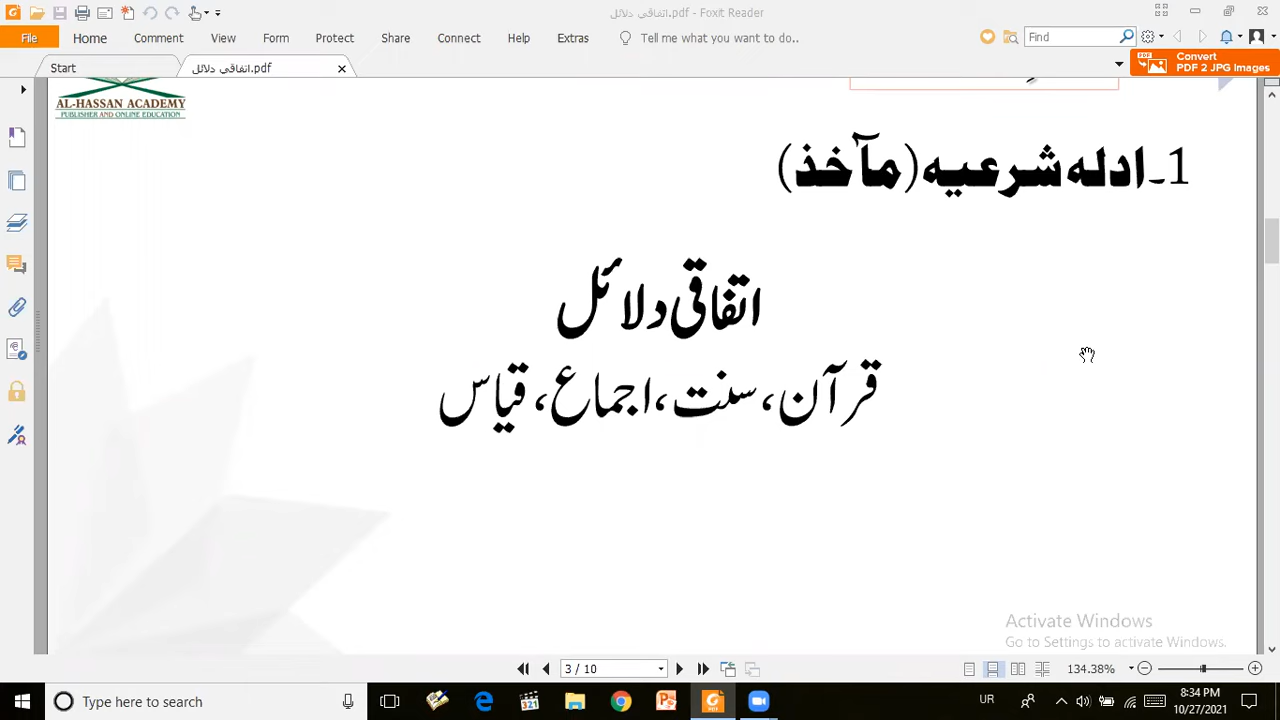 اتفاقي دلائل.pdf - Foxit Reader
File Home Comment View Form Protect Share Connect Help Extras Tell me what you want to do.. Find
Start اتفاقي دلائل.pdf
Convert
PDF 2 JPG Images
AL-HASSAN ACADEMY
PUBLISHER AND ONLINE EDUCATION
1۔ادلہ شرعیہ(مآخذ)
اتفاقی دلائل
قرآن، سنت، اجماع، قیاس
Activate Windows
Go to Settings to activate Windows.
3 / 10
134.38%
Type here to search
321
UR
8:34 PM
10/27/2021